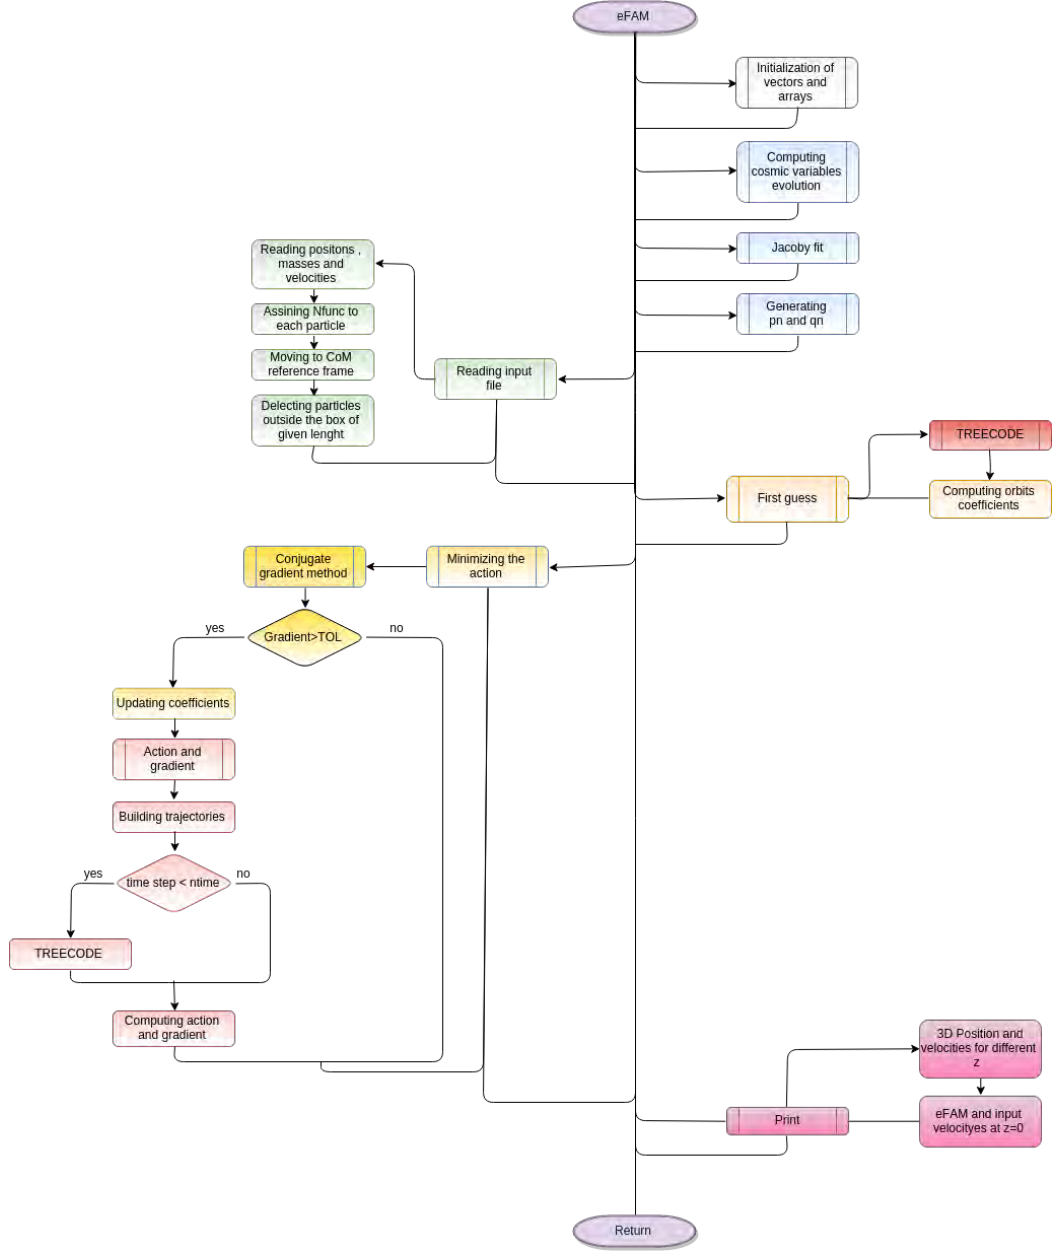 eFAM
Initialization of
vectors and
arrays
Computing
cosmic variables
evolution
Jacoby fit
Generating
pn and qn
Reading input
file
Reading positons ,
masses and
velocities
Assining Nfunc to
each particle
Moving to CoM
reference frame
Delecting particles
outside the box of
given lenght
First guess
TREECODE
Computing orbits
coefficients
Minimizing the
action
Conjugate
gradient method
Gradient>TOL
yes
no
Updating coefficients
Action and
gradient
Building trajectories
time step < ntime
yes
no
TREECODE
Computing action
and gradient
Print
3D Position and
velocities for different
z
eFAM and input
velocityes at z=0
Return